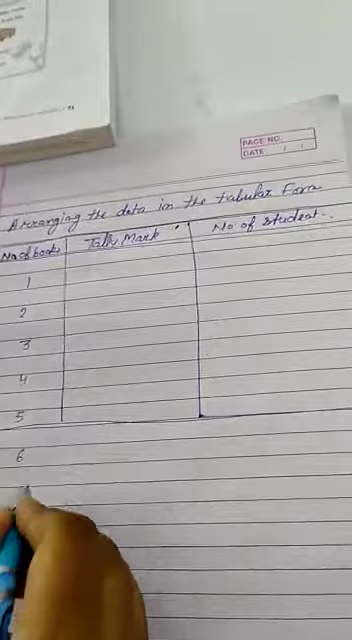 PAGE NO.
DATE
Arranging the data in the tabular Form
No of books Tally Mark No of Student.
1
2
3
4
5
6